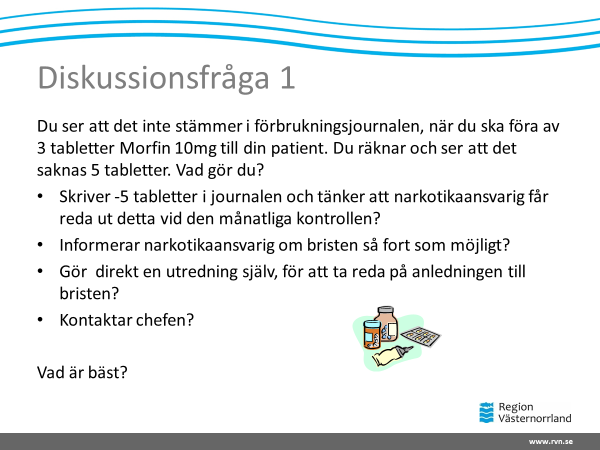 Diskussionsfråga 1
Du ser att det inte stämmer i förbrukningsjournalen, när du ska föra av
3 tabletter Morfin 10mg till din patient. Du räknar och ser att det
saknas 5 tabletter. Vad gör du?
• Skriver -5 tabletter i journalen och tänker att narkotikaansvarig får
reda ut detta vid den månatliga kontrollen?
• Informerar narkotikaansvarig om bristen så fort som möjligt?
• Gör  direkt en utredning själv, för att ta reda på anledningen till
bristen?
• Kontaktar chefen?
Vad är bäst?
Region
Västernorrland
www.rvn.se